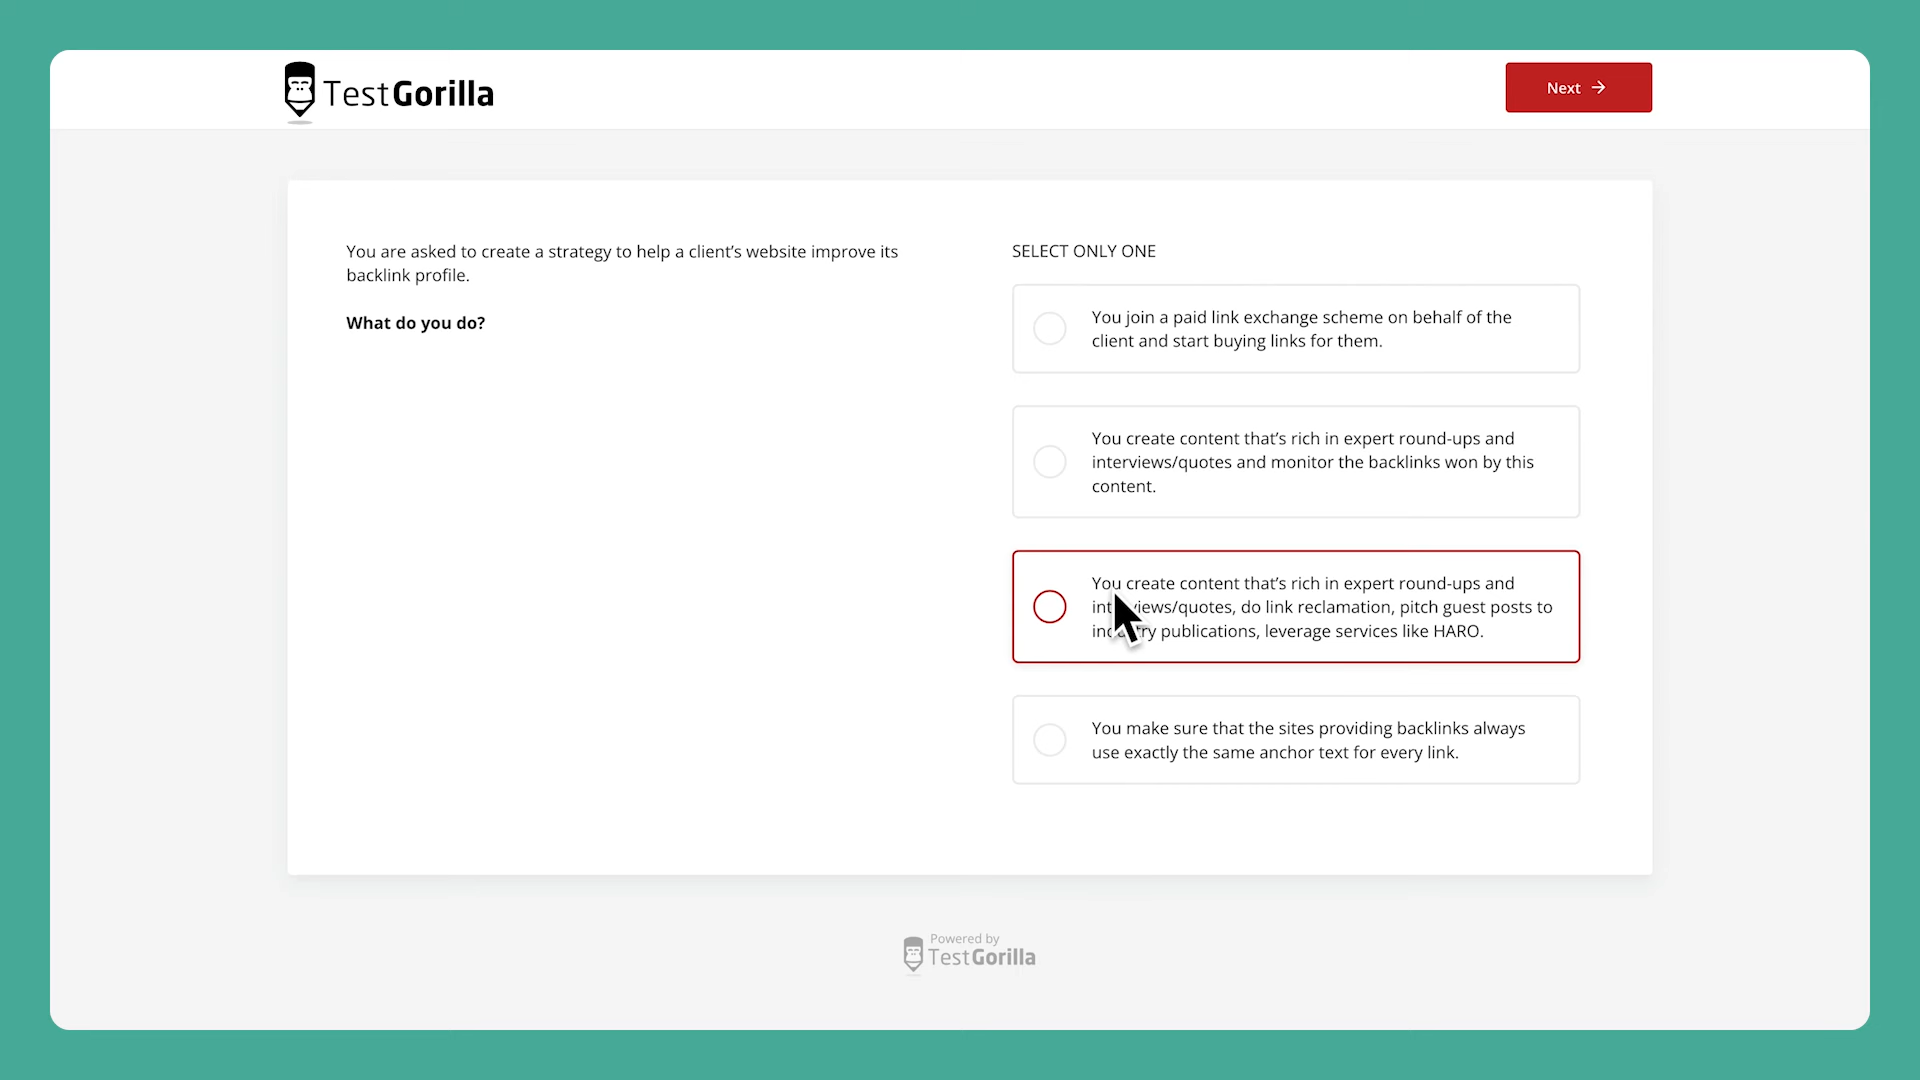 TestGorilla
Next
You are asked to create a strategy to help a client’s website improve its
backlink profile.
What do you do?
SELECT ONLY ONE
You join a paid link exchange scheme on behalf of the
client and start buying links for them.
You create content that’s rich in expert round-ups and
interviews/quotes and monitor the backlinks won by this
content.
You create content that’s rich in expert round-ups and
interviews/quotes, do link reclamation, pitch guest posts to
industry publications, leverage services like HARO.
You make sure that the sites providing backlinks always
use exactly the same anchor text for every link.
Powered by
TestGorilla